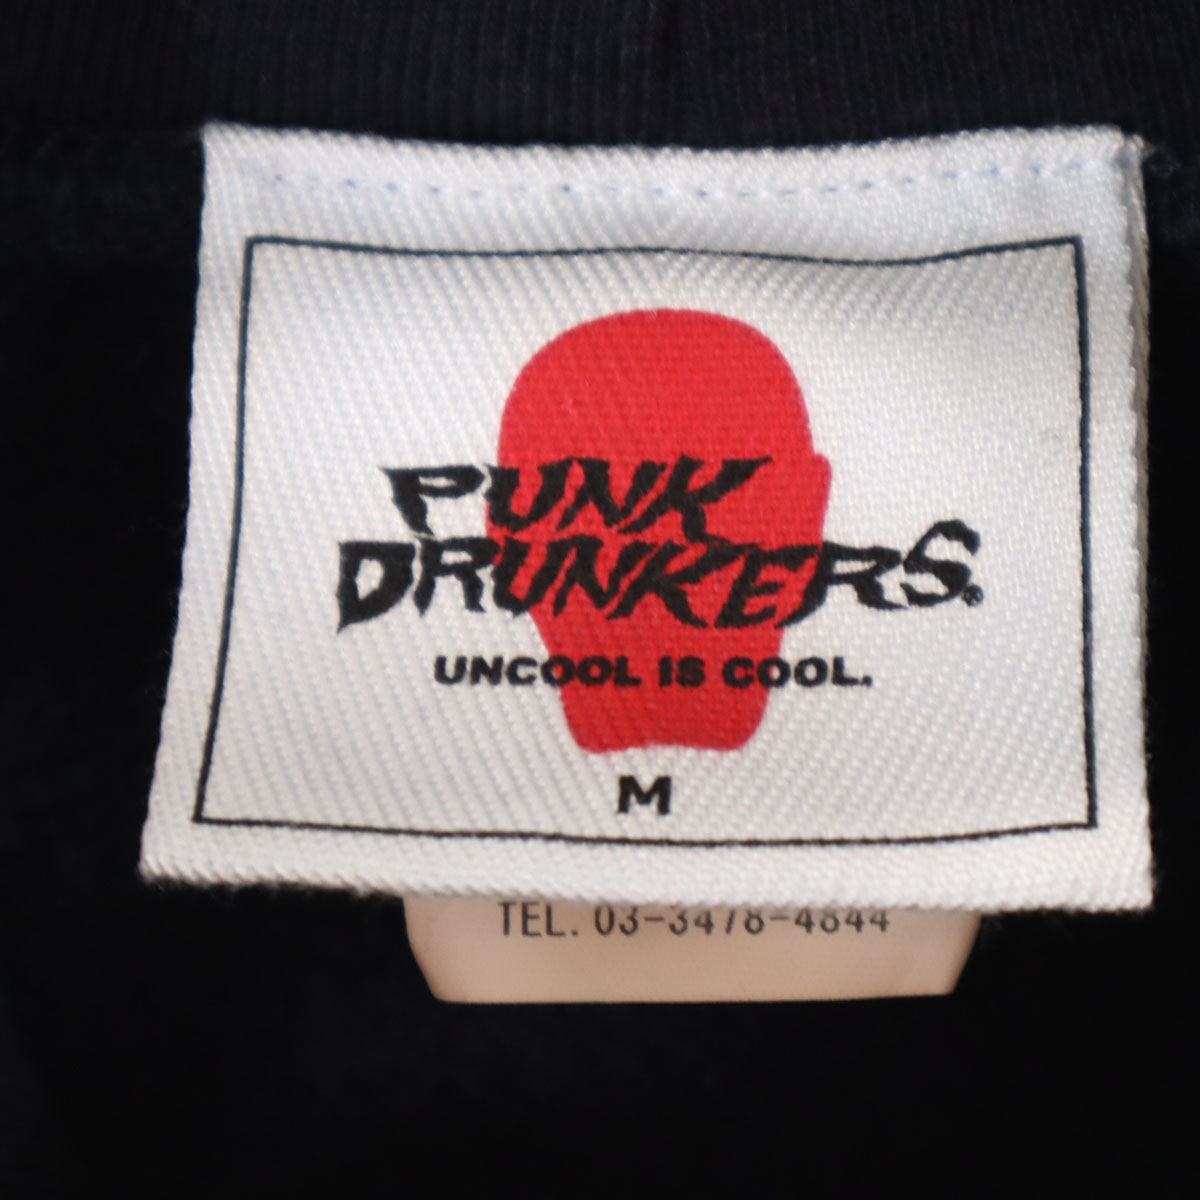 PUNK
DRUNKERS®
UNCOOL IS COOL.
M
TEL. 03-3478-4844